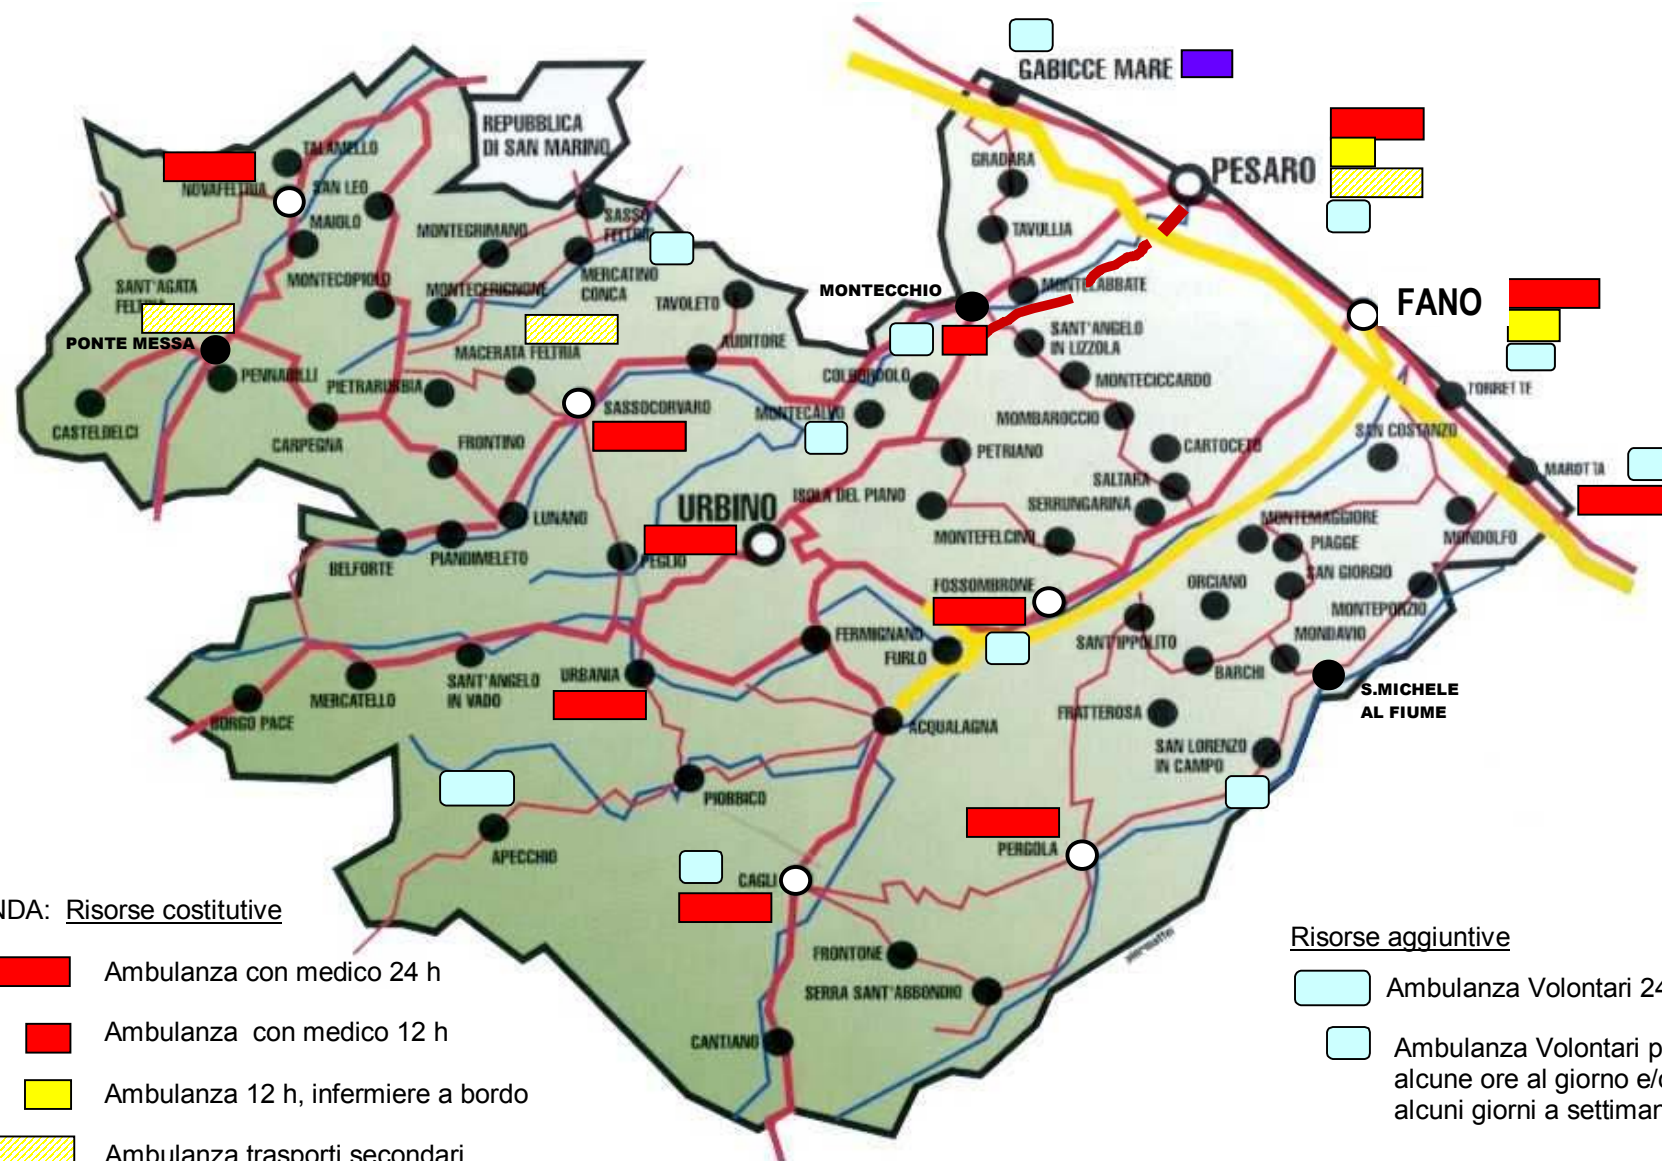 GABICCE MARE
REPUBBLICA
DI SAN MARINO
PESARO
GRADARA
TALAMELLO
NOVAFELTRIA
SAN LEO
MAIOLO
MONTEGRIMANO
SASSO
FELTRIO
TAVULLIA
SANT'AGATA
FELTRIA
MONTECOPIOLO
MONTECERIGNONE
MERCATINO
CONCA
TAVOLETO
MONTECCHIO
MONTELABBATE
FANO
PONTE MESSA
PENNABILLI
MACERATA FELTRIA
AUDITORE
SANT'ANGELO
IN LIZZOLA
PIETRARUBBIA
COLBORDOLO
MONTECICCARDO
TORRETTE
CASTELDELCI
CARPEGNA
FRONTINO
SASSOCORVARO
MONTECALVO
MOMBAROCCIO
SAN COSTANZO
PETRIANO
CARTOCETO
MAROTTA
SALTARA
ISOLA DEL PIANO
SERRUNGARINA
URBINO
LUNANO
MONTEMAGGIORE
MONDOLFO
BELFORTE
PIANDIMELETO
PEGLIO
MONTEFELCINO
PIAGGE
FOSSOMBRONE
ORCIANO
SAN GIORGIO
MONTEPORZIO
FERMIGNANO
FURLO
SANT'IPPOLITO
MONDAVIO
BARCHI
BORGO PACE
MERCATELLO
SANT'ANGELO
IN VADO
URBANIA
S.MICHELE
AL FIUME
ACQUALAGNA
FRATTEROSA
SAN LORENZO
IN CAMPO
PIOBBICO
APECCHIO
PERGOLA
CAGLI
FRONTONE
SERRA SANT'ABBONDIO
CANTIANO
NDA: Risorse costitutive
Ambulanza con medico 24 h
Ambulanza con medico 12 h
Ambulanza 12 h, infermiere a bordo
Ambulanza trasporti secondari
Risorse aggiuntive
Ambulanza Volontari 24
Ambulanza Volontari p
alcune ore al giorno e/o
alcuni giorni a settiman